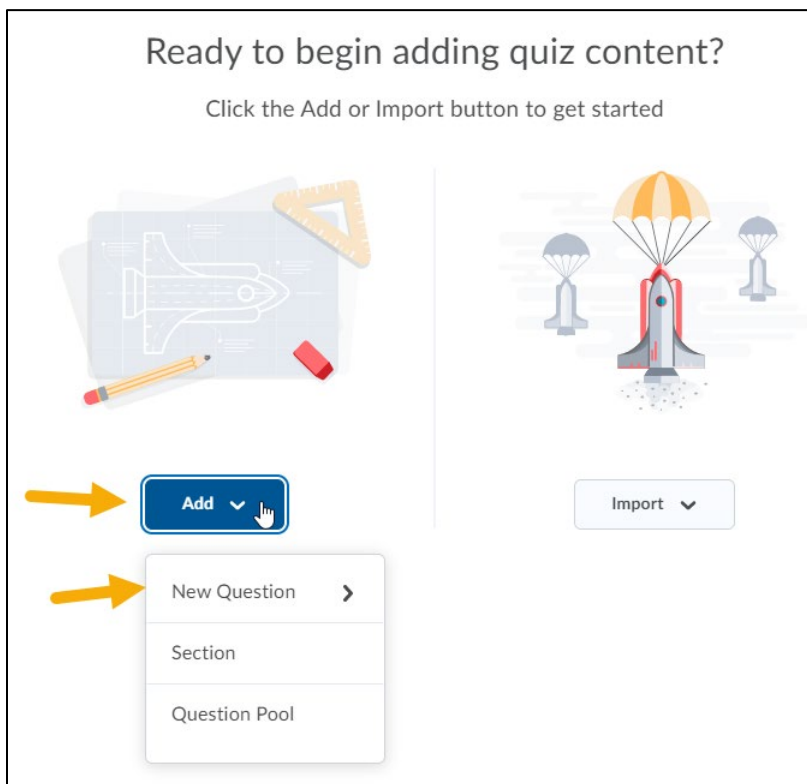 Ready to begin adding quiz content?
Click the Add or Import button to get started
Add
Import
New Question
Section
Question Pool